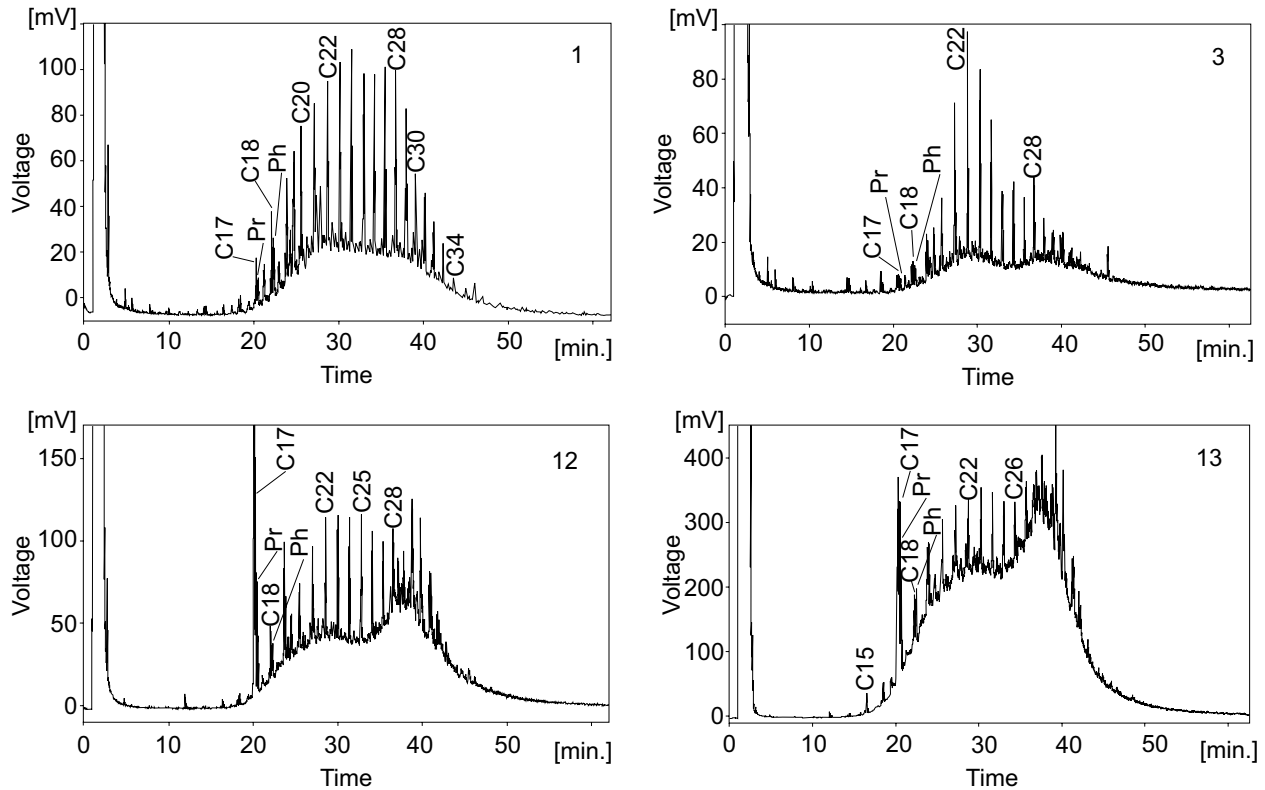 [mV]
1
100
80
60
40
20
0
Voltage
C17
C18
Pr
Ph
C20
C22
C28
C30
C34
0
10
20
30
40
50
[min.]
Time
3
80
60
40
20
0
Voltage
C17
Pr
C18
Ph
C22
C28
0
10
20
30
40
50
[min.]
Time
[mV]
12
150
100
50
0
Voltage
C17
Pr
C18
Ph
C22
C25
C28
0
10
20
30
40
50
[min.]
Time
[mV]
13
400
300
200
100
0
Voltage
C15
C17
Pr
C18
Ph
C22
C26
0
10
20
30
40
50
[min.]
Time
[mV]